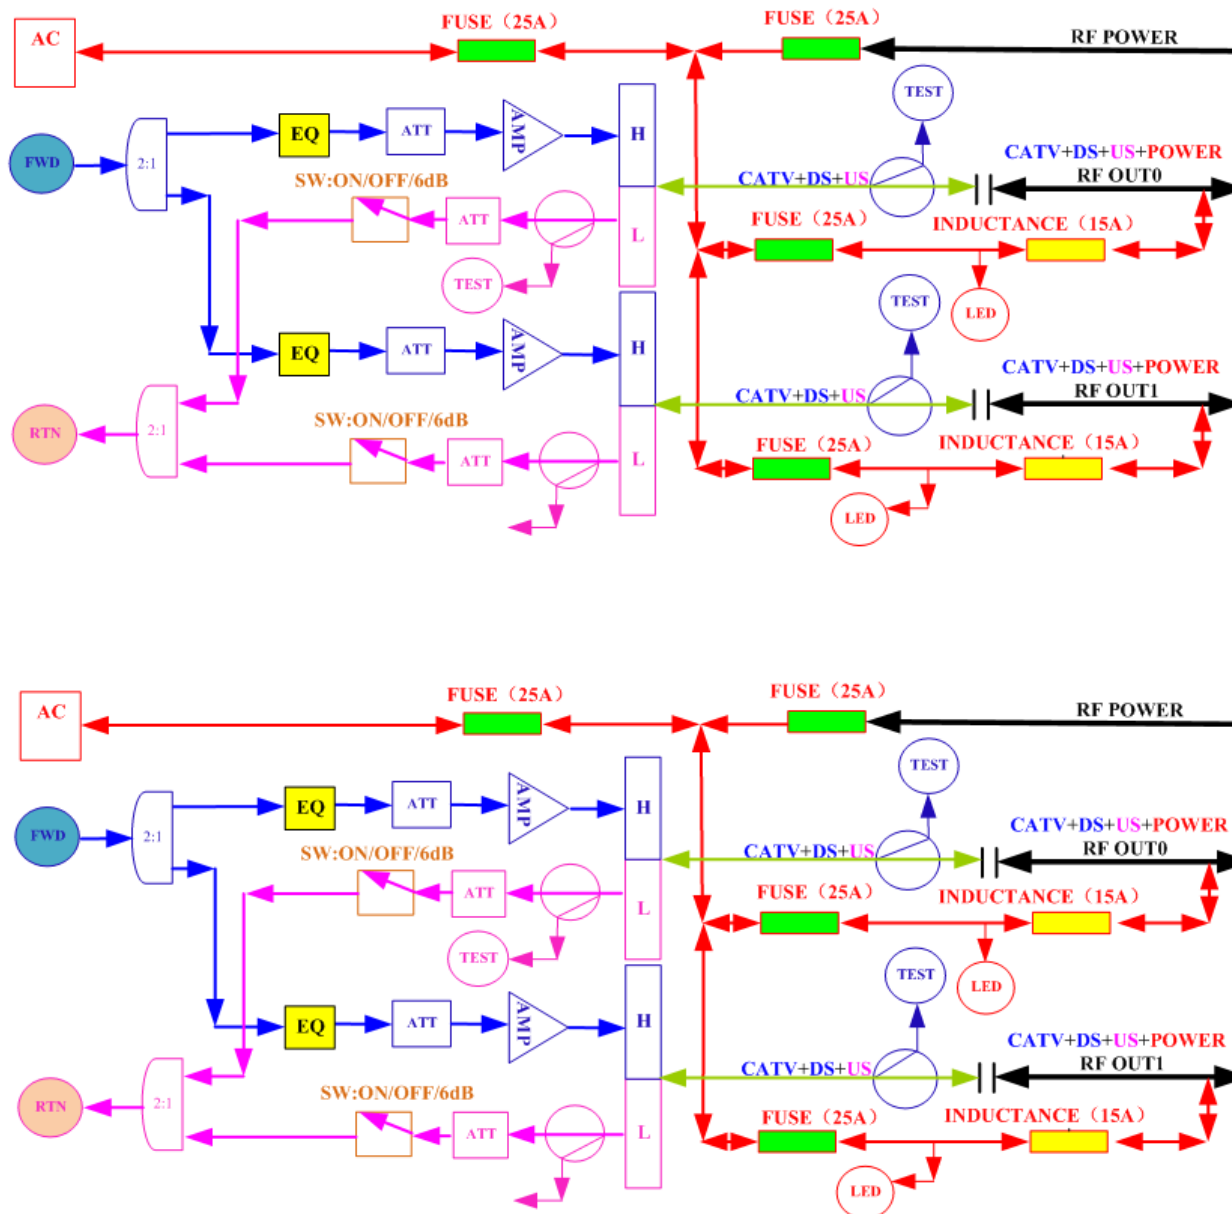 FUSE（25A）
FUSE（25A）
AC
RF POWER
TEST
EQ
ATT
AMP
H
FWD
2:1
CATV+DS+US+POWER
RF OUT0
CATV+DS+US
SW:ON/OFF/6dB
ATT
L
FUSE（25A）
INDUCTANCE（15A）
TEST
TEST
LED
EQ
ATT
AMP
H
CATV+DS+US+POWER
RF OUT1
CATV+DS+US
SW:ON/OFF/6dB
RTN
2:1
ATT
L
FUSE（25A）
INDUCTANCE（15A）
LED
FUSE（25A）
FUSE（25A）
AC
RF POWER
TEST
EQ
ATT
AMP
H
FWD
2:1
CATV+DS+US+POWER
RF OUT0
CATV+DS+US
SW:ON/OFF/6dB
ATT
L
FUSE（25A）
INDUCTANCE（15A）
TEST
TEST
LED
EQ
ATT
AMP
H
CATV+DS+US+POWER
RF OUT1
CATV+DS+US
SW:ON/OFF/6dB
RTN
2:1
ATT
L
FUSE（25A）
INDUCTANCE（15A）
LED